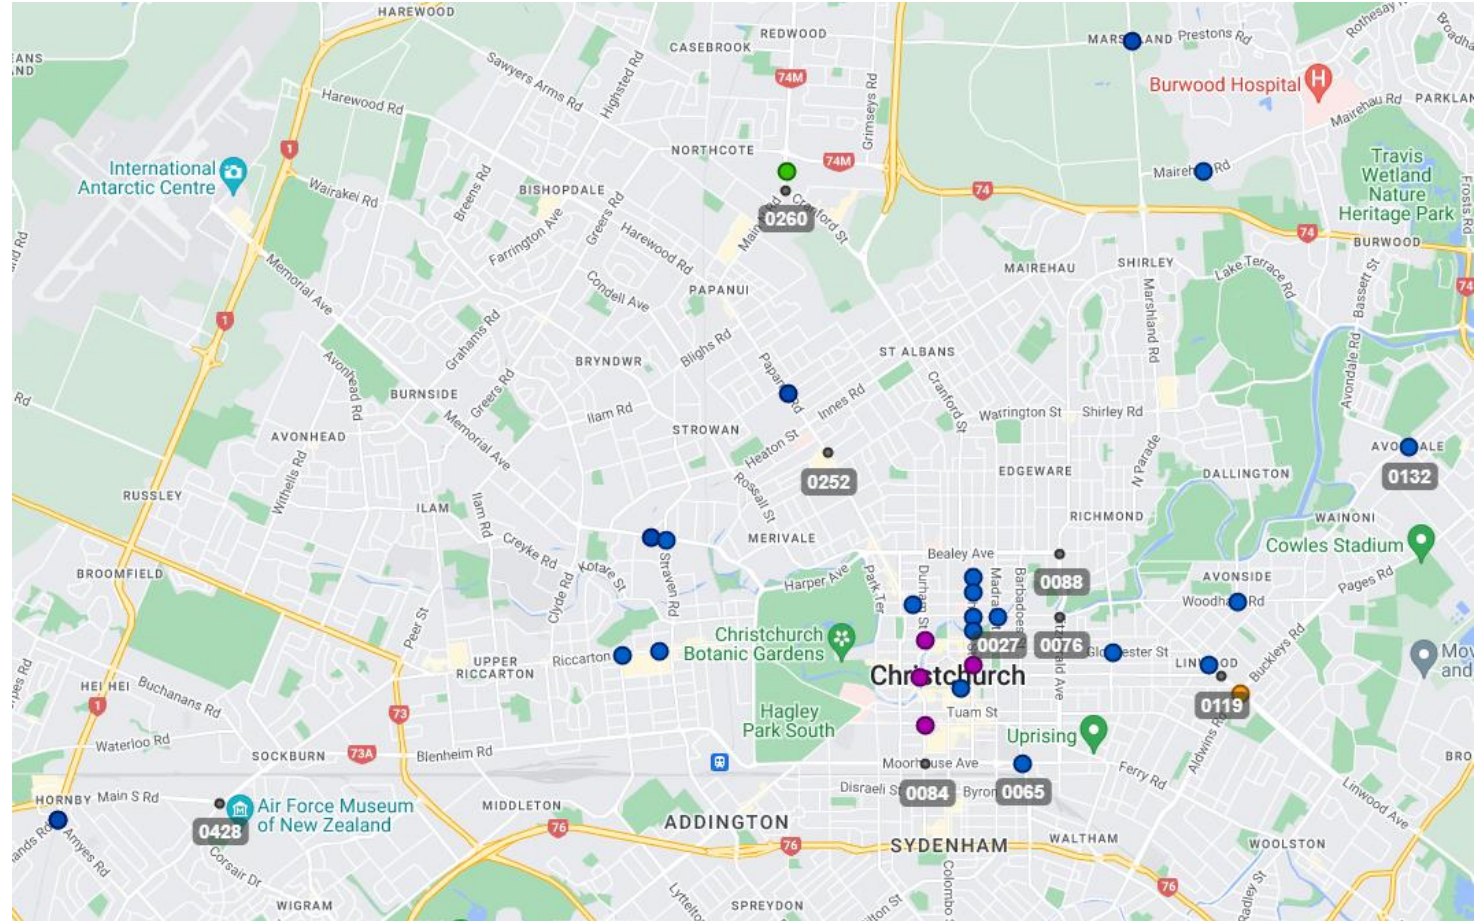 HAREWOOD
REDWOOD
CASEBROOK
Prestons Rd
74M
Sawyers Arms Rd
Highsted Rd
Grimseys Rd
Burwood Hospital
H
Harewood Rd
Mairehau Rd
1
NORTHCOTE
74M
International
Antarctic Centre
Travis
Wetland
Nature
Heritage Park
Wairakei Rd
Breens Rd
BISHOPDALE
Greers Rd
74
Frosts Rd
Farrington Ave
Harewood Rd
0260
74
BURWOOD
Memorial Ave
Condell Ave
PAPANUI
MAIREHAU
SHIRLEY
Lake Terrace Rd
Bassett St
74
1
Grahams Rd
Marshland Rd
BRYNDWR
Blighs Rd
ST ALBANS
Avonhead Rd
BURNSIDE
Greers Rd
Innes Rd
Cranford St
Avondale Rd
Rd
Ilam Rd
Warrington St
Shirley Rd
AVONHEAD
Memorial Ave
STROWAN
Heaton St
N Parade
Withells Rd
EDGEWARE
DALLINGTON
0252
0132
RUSSLEY
ILAM
Ilam Rd
Rossall St
RICHMOND
WAINONI
Creyke Rd
MERIVALE
Cowles Stadium
Bealey Ave
BROOMFIELD
Kotare St
Straven Rd
Harper Ave
Park Ter
Durham St
Barbadoes
0088
AVONSIDE
Pages Rd
Clyde Rd
Peer St
Christchurch
Botanic Gardens
0027
0076
UPPER
RICCARTON
Riccarton
Christchurch
Buckleys Rd
HEI HEI
Buchanans Rd
0119
1
73
Hagley
Park South
Tuam St
Waterloo Rd
SOCKBURN
73A
Blenheim Rd
Uprising
Aldwins Rd
Moorhouse Ave
Ferry Rd
HORNBY
Main S Rd
Air Force Museum
of New Zealand
MIDDLETON
Disraeli St
0084
0065
Linwood Ave
0428
ADDINGTON
76
Amyes Rd
76
SYDENHAM
WALTHAM
WOOLSTON
Corsair Dr
76
Colombo
WIGRAM
SPREYDON